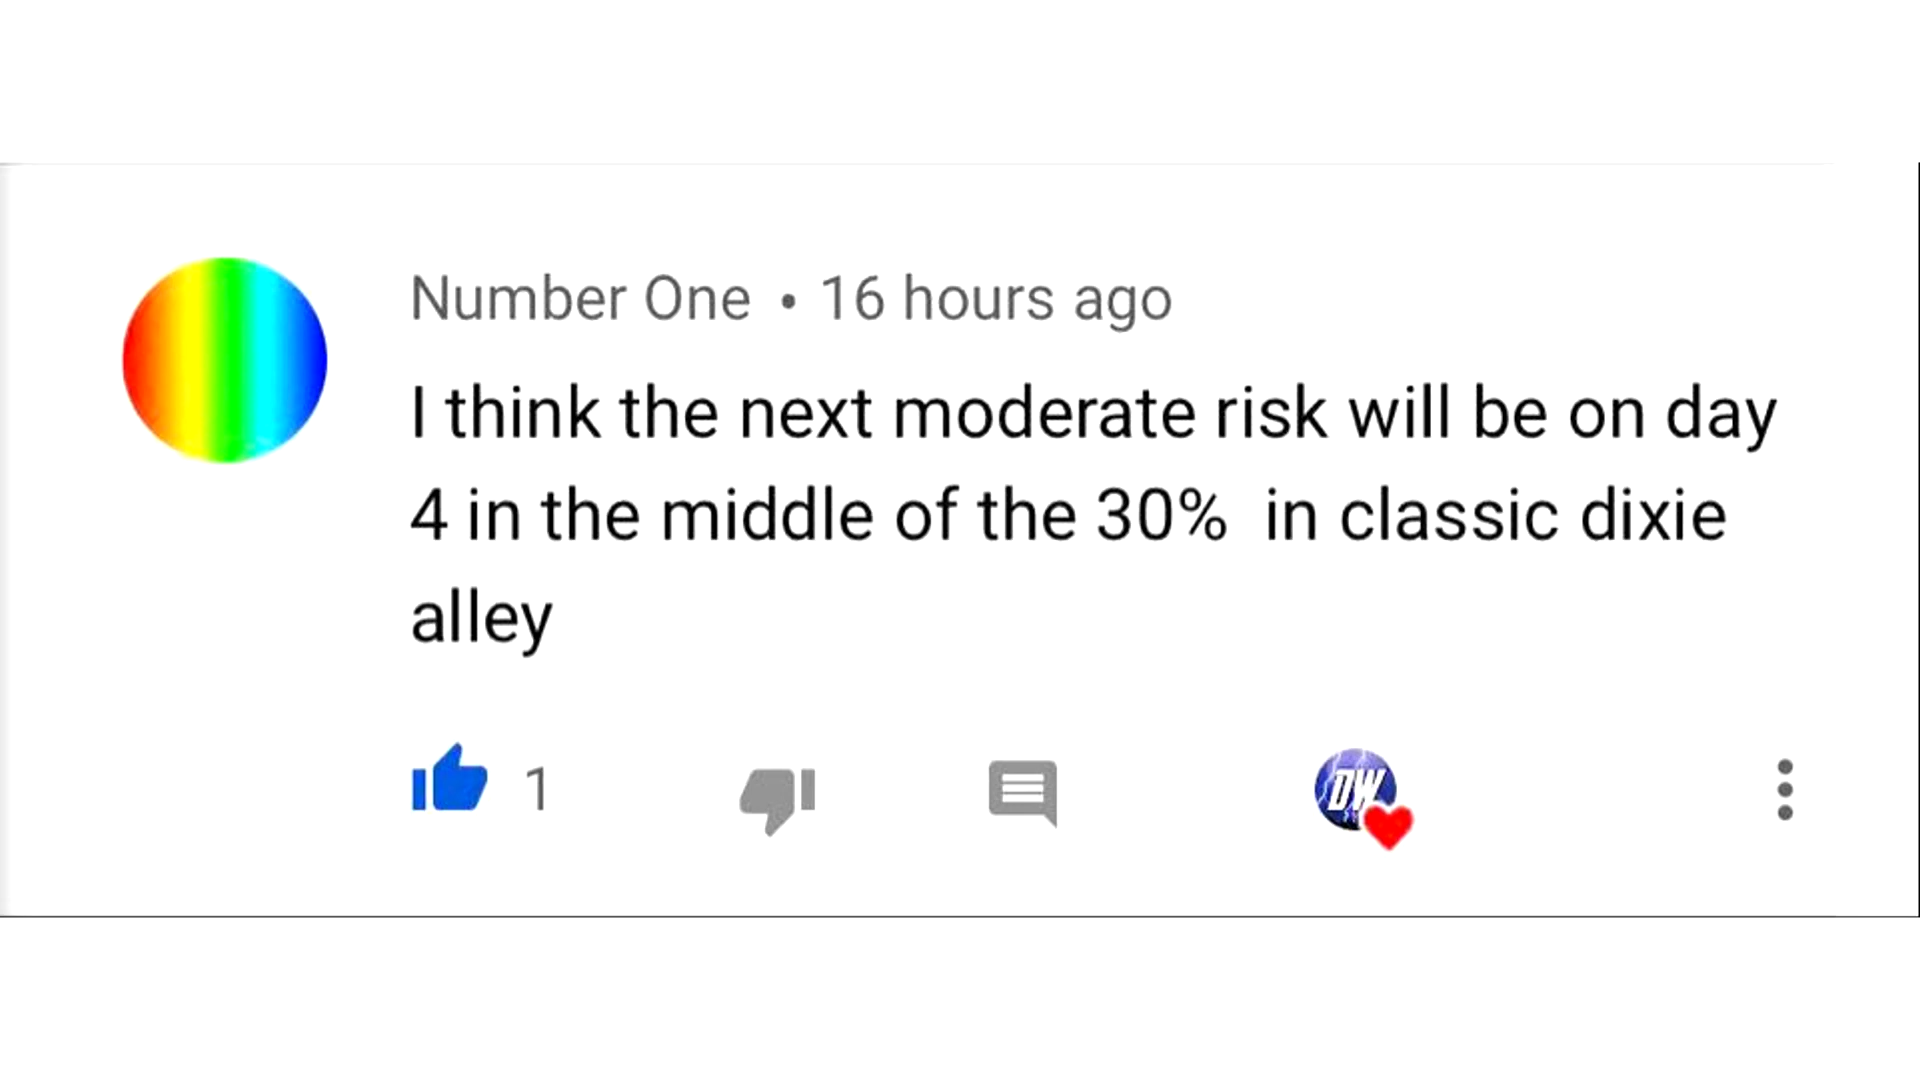 Number One • 16 hours ago
I think the next moderate risk will be on day
4 in the middle of the 30%  in classic dixie
alley
1
DW